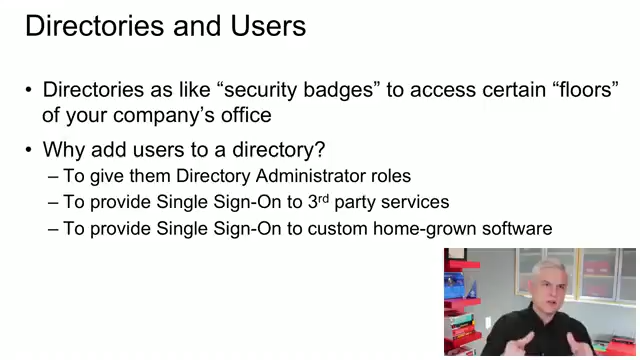 Directories and Users
• Directories as like “security badges” to access certain “floors”
of your company’s office
• Why add users to a directory?
– To give them Directory Administrator roles
– To provide Single Sign-On to 3rd party services
– To provide Single Sign-On to custom home-grown software